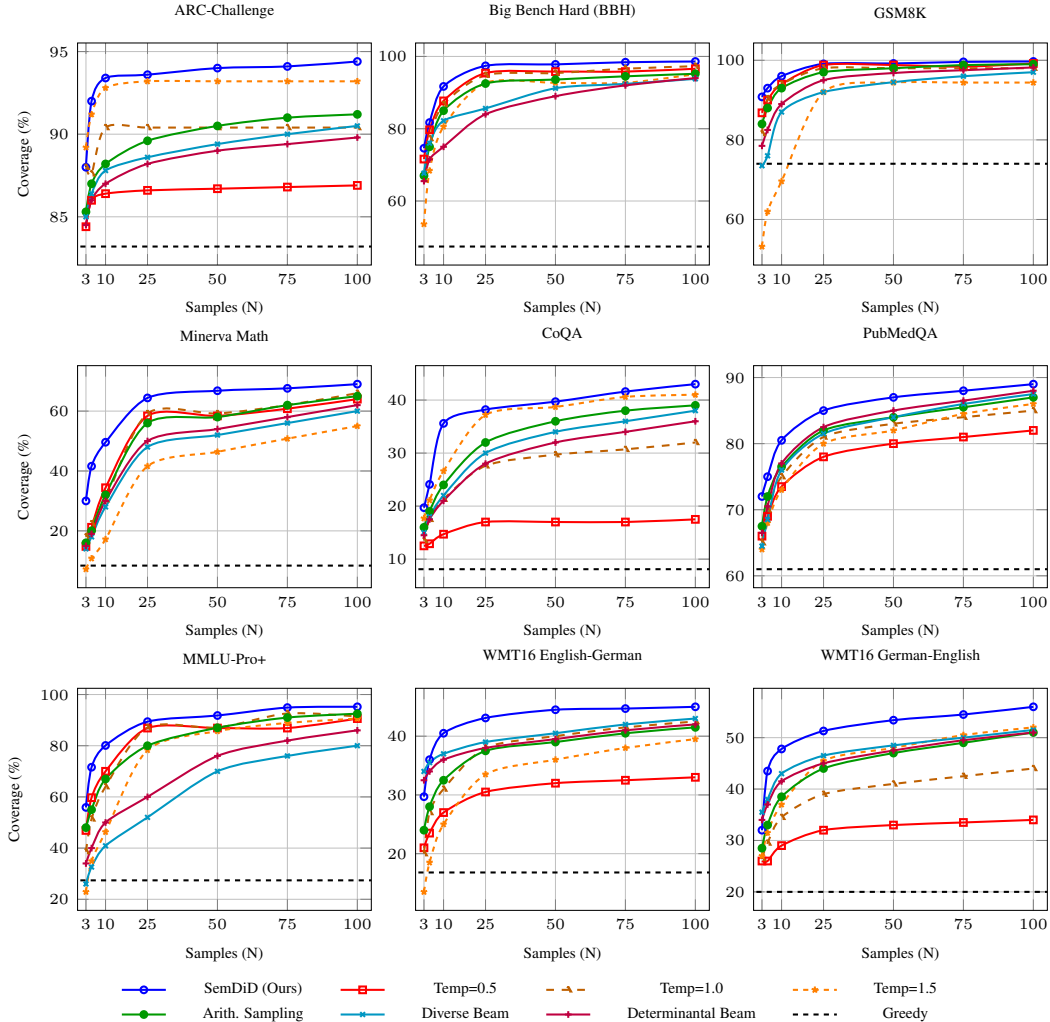 ARC-Challenge
Big Bench Hard (BBH)
GSM8K
95
90
85
Coverage (%)
3 10 25 50 75 100
Samples (N)
100
80
60
3 10 25 50 75 100
Samples (N)
100
80
60
3 10 25 50 75 100
Samples (N)
Minerva Math
CoQA
PubMedQA
60
40
20
Coverage (%)
3 10 25 50 75 100
Samples (N)
40
30
20
10
3 10 25 50 75 100
Samples (N)
90
80
70
60
3 10 25 50 75 100
Samples (N)
MMLU-Pro+
WMT16 English-German
WMT16 German-English
100
80
60
40
20
Coverage (%)
3 10 25 50 75 100
Samples (N)
40
30
20
3 10 25 50 75 100
Samples (N)
50
40
30
20
3 10 25 50 75 100
Samples (N)
SemDiD (Ours) Temp=0.5 Temp=1.0 Temp=1.5
Arith. Sampling Diverse Beam Determinantal Beam Greedy